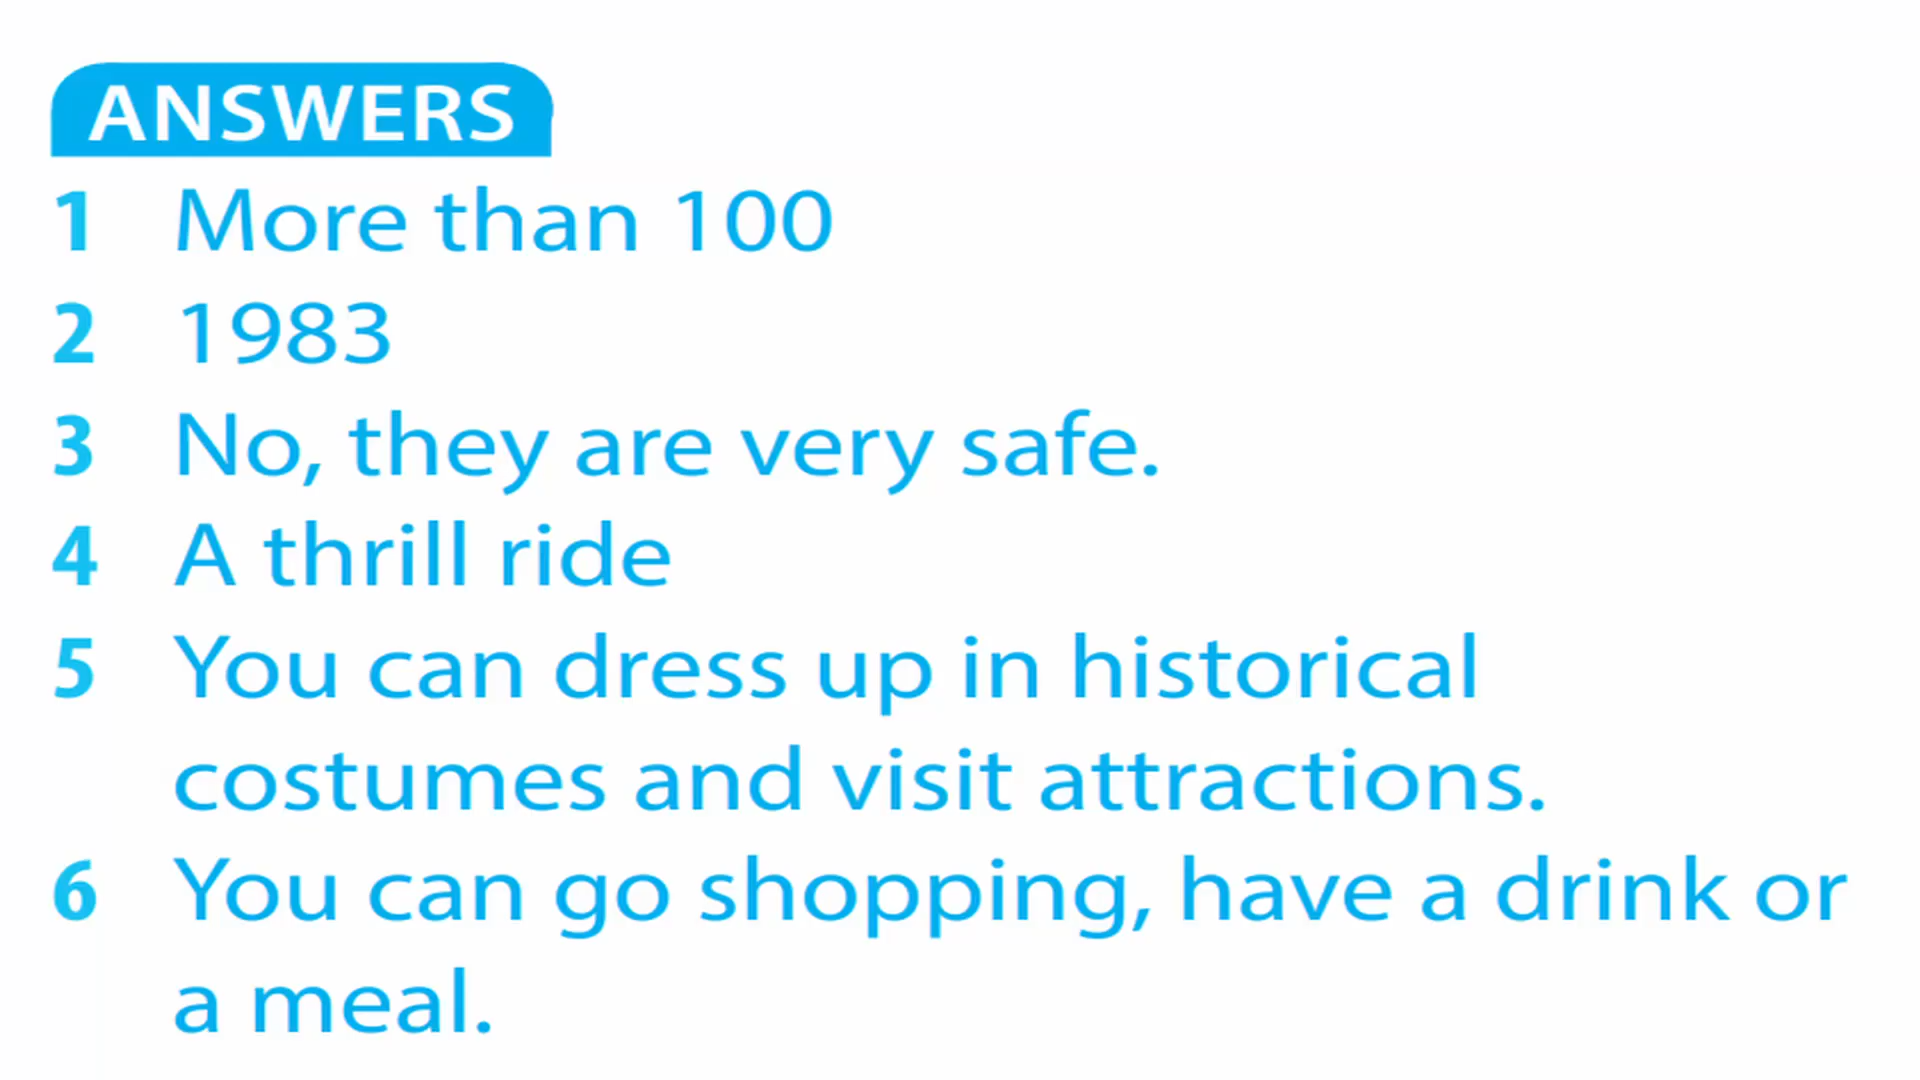 ANSWERS
1 More than 100
2 1983
3 No, they are very safe.
4 A thrill ride
5 You can dress up in historical
costumes and visit attractions.
6 You can go shopping, have a drink or
a meal.